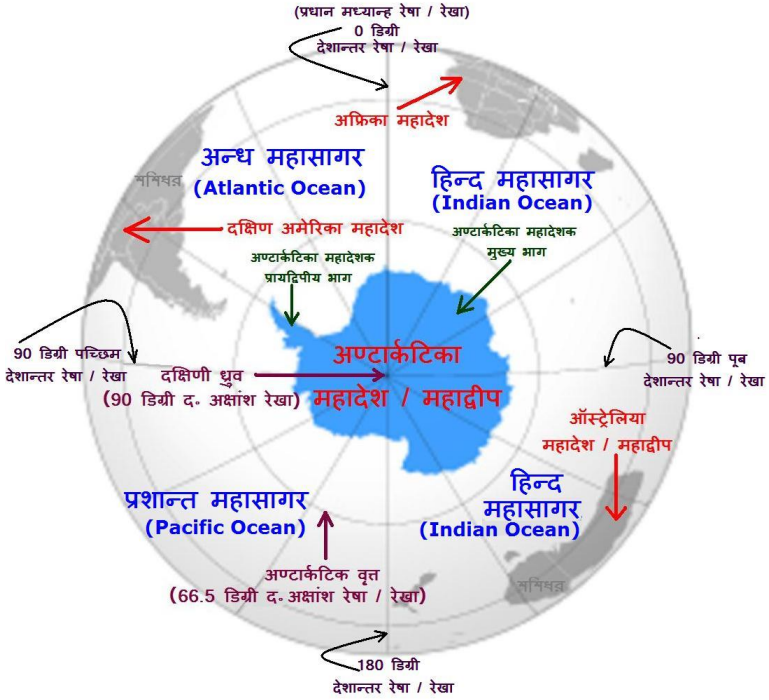 (प्रधान मध्यान्ह रेषा / रेखा)
0 डिग्री
देशान्तर रेषा / रेखा
अफ्रिका महादेश
अन्ध महासागर
(Atlantic Ocean)
हिन्द महासागर
(Indian Ocean)
দক্ষিণ अमेरिका महादेश
अण्टार्कटिका महादेशक
मुख्य भाग
अण्टार्कटिका महादेशक
प्रायद्विपीय भाग
90 डिग्री पच्छिम
देशान्तर रेषा / रेखा
90 डिग्री पूब
देशान्तर रेषा / रेखा
अण्टार्कटिका
महादेश / महाद्वीप
दक्षिणी ध्रुव
(90 डिग्री द॰ अक्षांश रेखा)
ऑस्ट्रेलिया
महादेश / महाद्वीप
प्रशान्त महासागर
(Pacific Ocean)
हिन्द
महासागर
(Indian Ocean)
अण्टार्कटिक वृत्त
(66.5 डिग्री द॰ अक्षांश रेषा / रेखा)
180 डिग्री
देशान्तर रेषा / रेखा